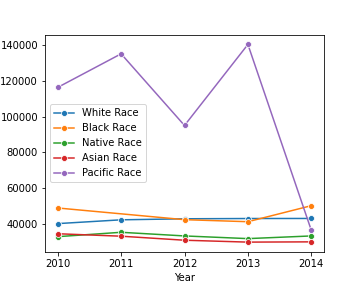 140000
120000
100000
80000
60000
40000
White Race
Black Race
Native Race
Asian Race
Pacific Race
2010 2011 2012 2013 2014
Year